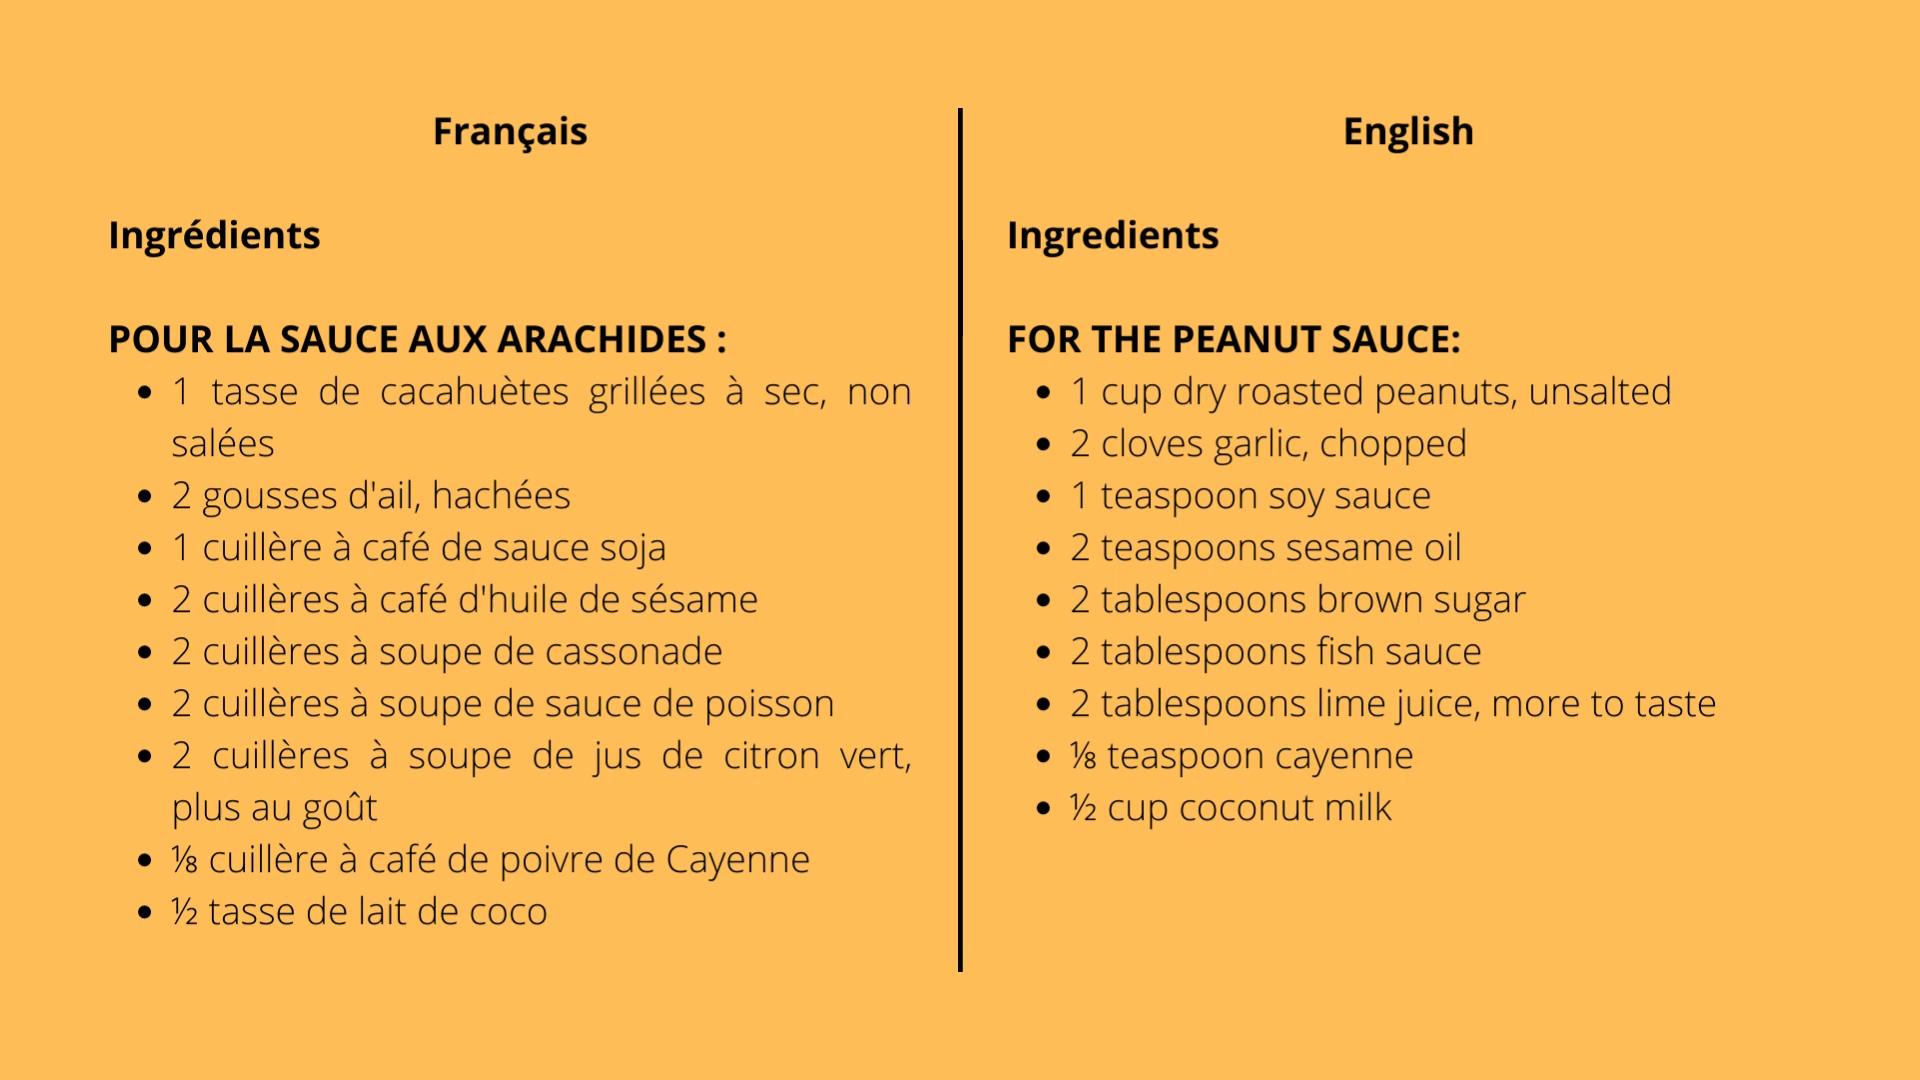 Français
Ingrédients
POUR LA SAUCE AUX ARACHIDES :
• 1 tasse de cacahuètes grillées à sec, non
salées
• 2 gousses d'ail, hachées
• 1 cuillère à café de sauce soja
• 2 cuillères à café d'huile de sésame
• 2 cuillères à soupe de cassonade
• 2 cuillères à soupe de sauce de poisson
• 2 cuillères à soupe de jus de citron vert,
plus au goût
• ⅛ cuillère à café de poivre de Cayenne
• ½ tasse de lait de coco
English
Ingredients
FOR THE PEANUT SAUCE:
• 1 cup dry roasted peanuts, unsalted
• 2 cloves garlic, chopped
• 1 teaspoon soy sauce
• 2 teaspoons sesame oil
• 2 tablespoons brown sugar
• 2 tablespoons fish sauce
• 2 tablespoons lime juice, more to taste
• ⅛ teaspoon cayenne
• ½ cup coconut milk